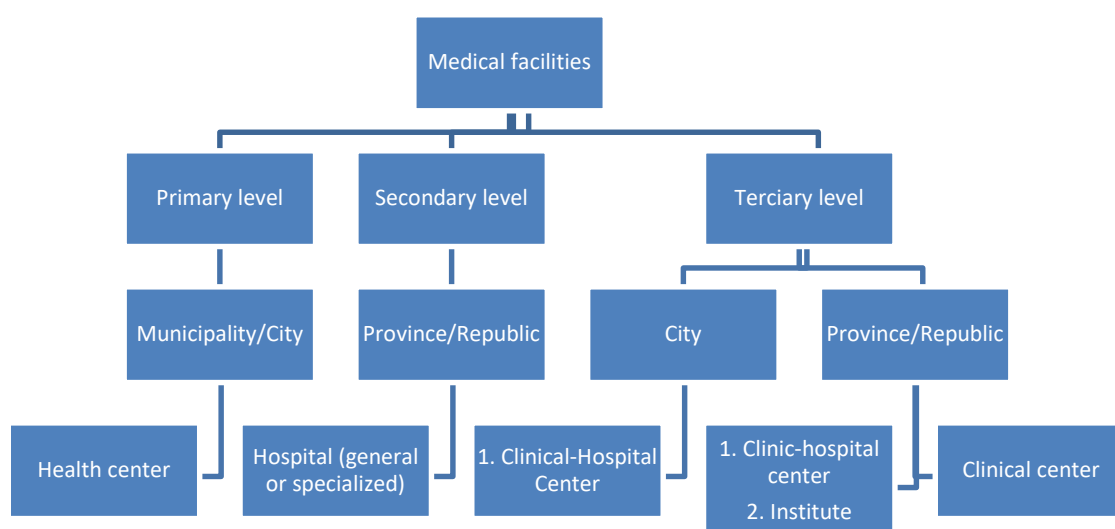 Medical facilities
Primary level
Secondary level
Terciary level
Municipality/City
Province/Republic
City
Province/Republic
Health center
Hospital (general
or specialized)
1. Clinical-Hospital
Center
1. Clinic-hospital
center
2. Institute
Clinical center